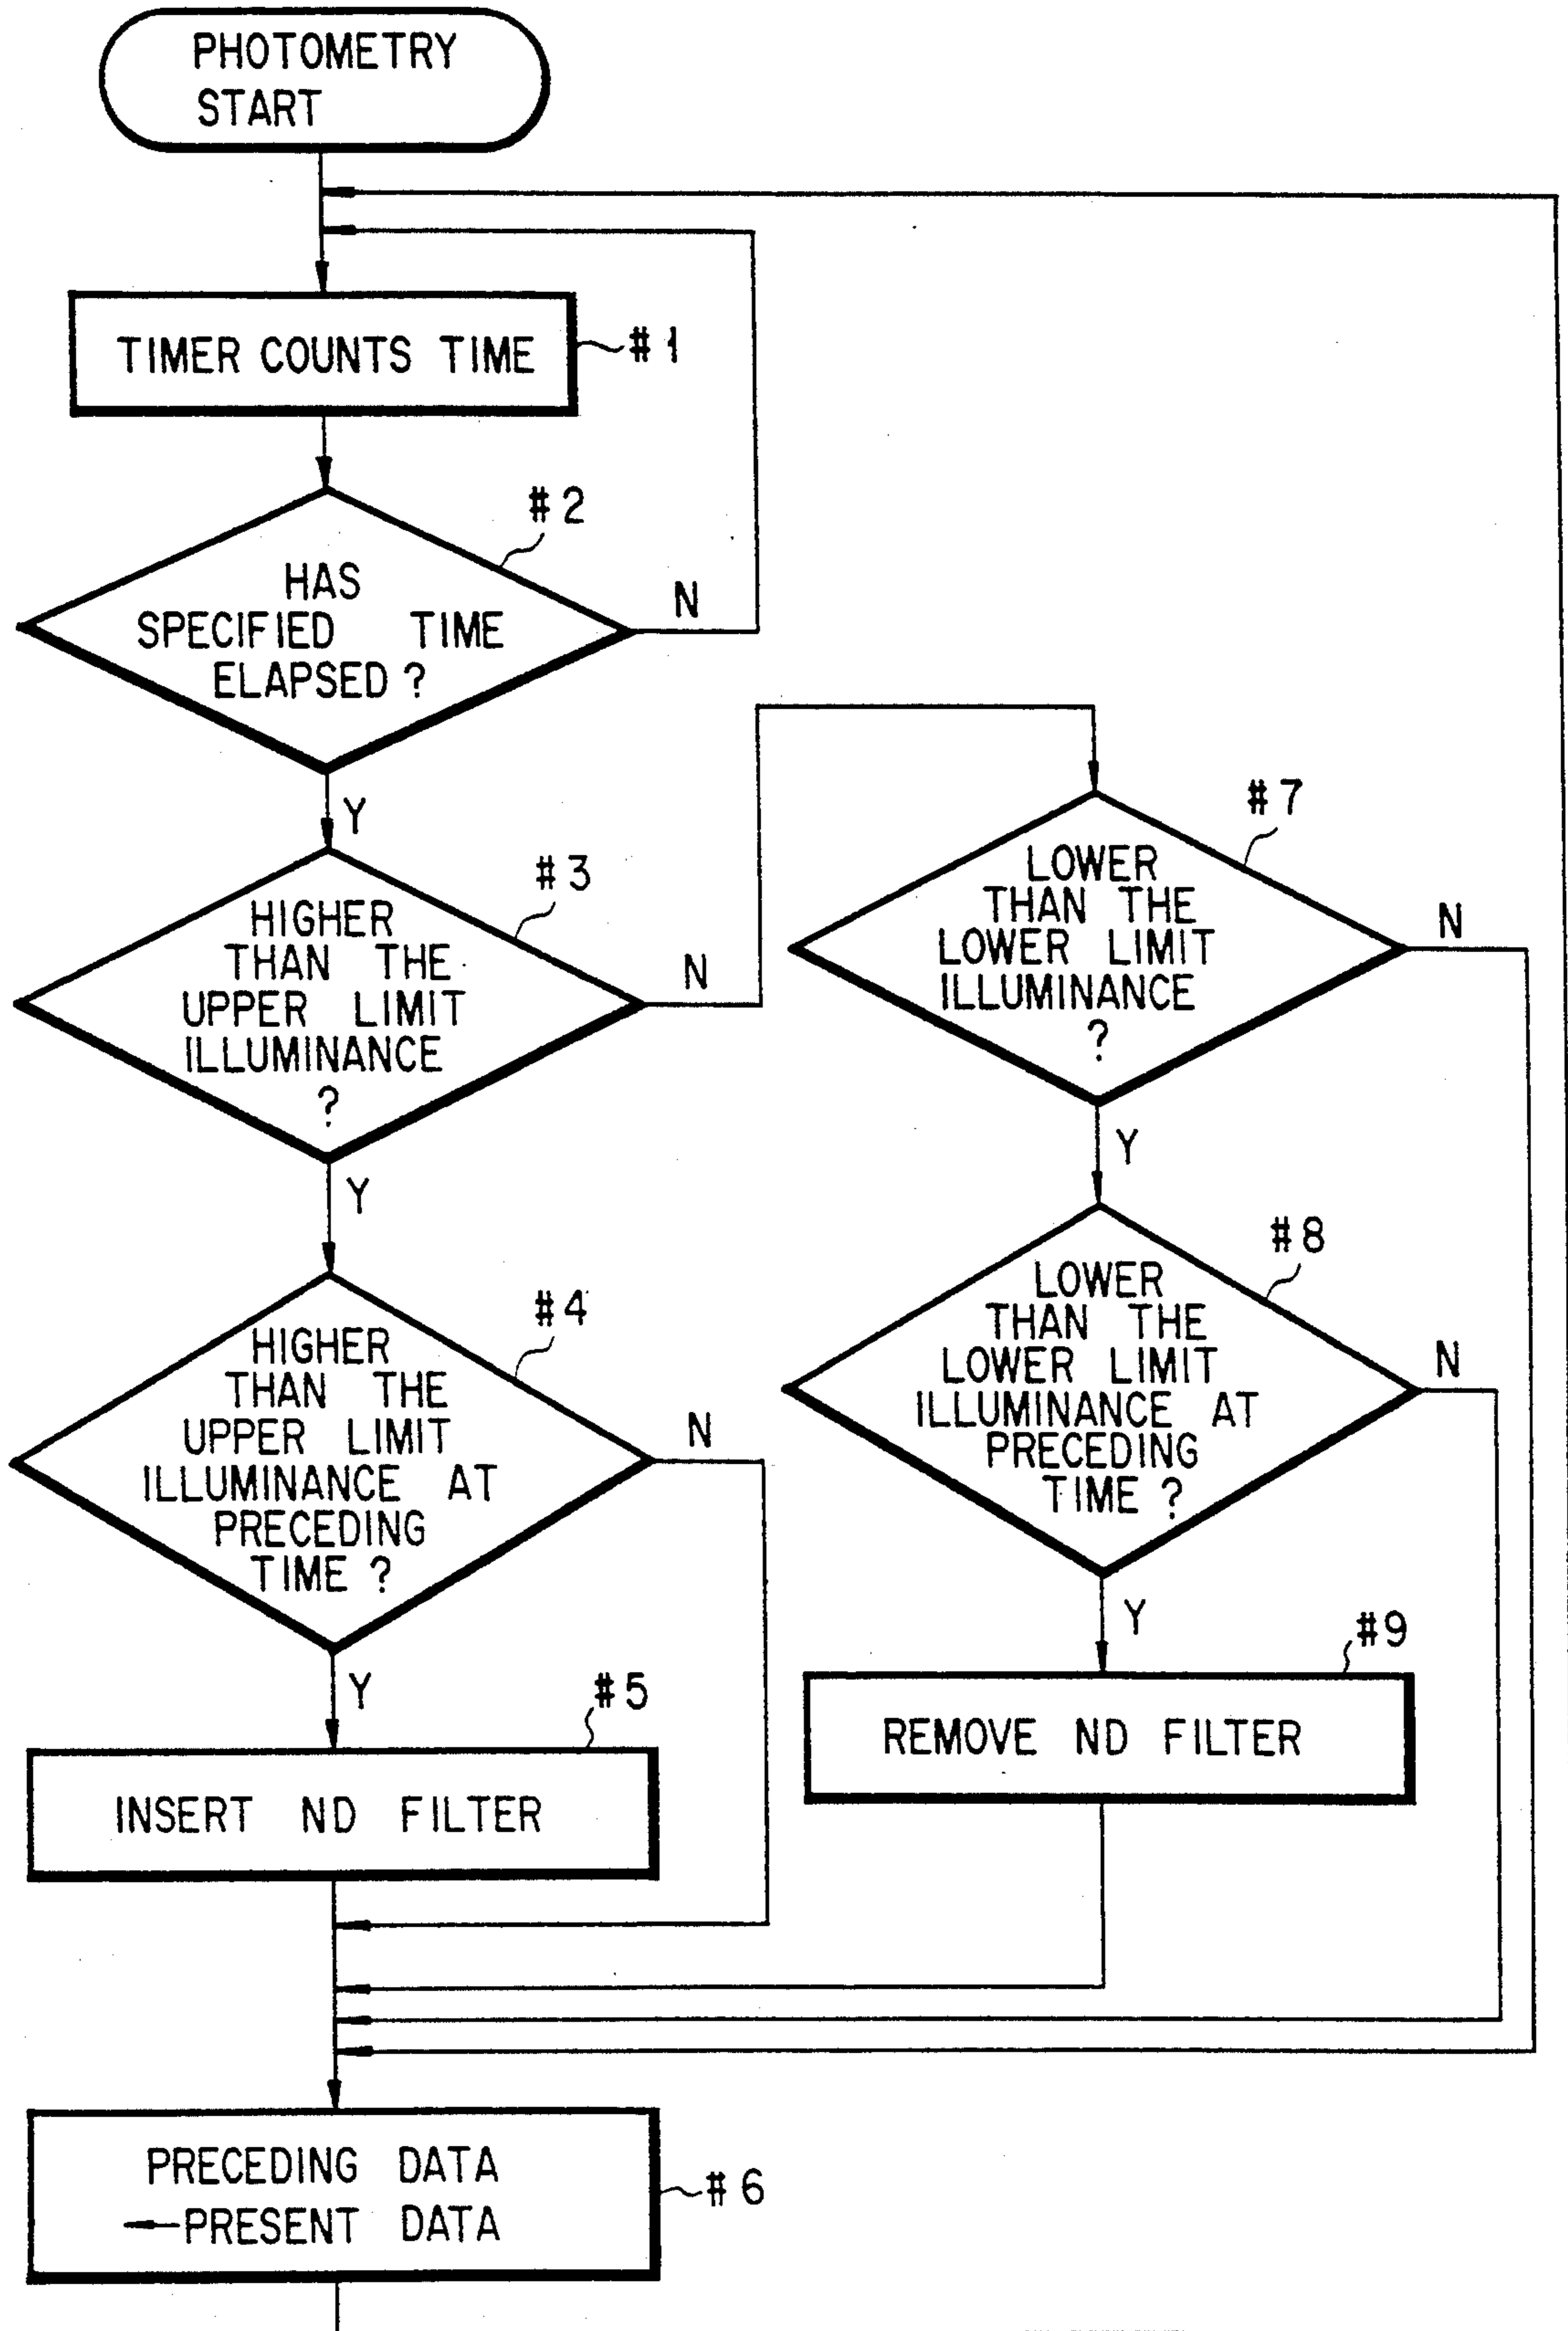 PHOTOMETRY
START
TIMER COUNTS TIME
#1
#2
HAS
SPECIFIED TIME
ELAPSED ?
N
Y
#3
HIGHER
THAN THE
UPPER LIMIT
ILLUMINANCE
?
N
Y
#4
HIGHER
THAN THE
UPPER LIMIT
ILLUMINANCE AT
PRECEDING
TIME ?
N
Y
#5
INSERT ND FILTER
#7
LOWER
THAN THE
LOWER LIMIT
ILLUMINANCE
?
N
Y
#8
LOWER
THAN THE
LOWER LIMIT
ILLUMINANCE AT
PRECEDING
TIME ?
N
Y
#9
REMOVE ND FILTER
PRECEDING DATA
←PRESENT DATA
#6